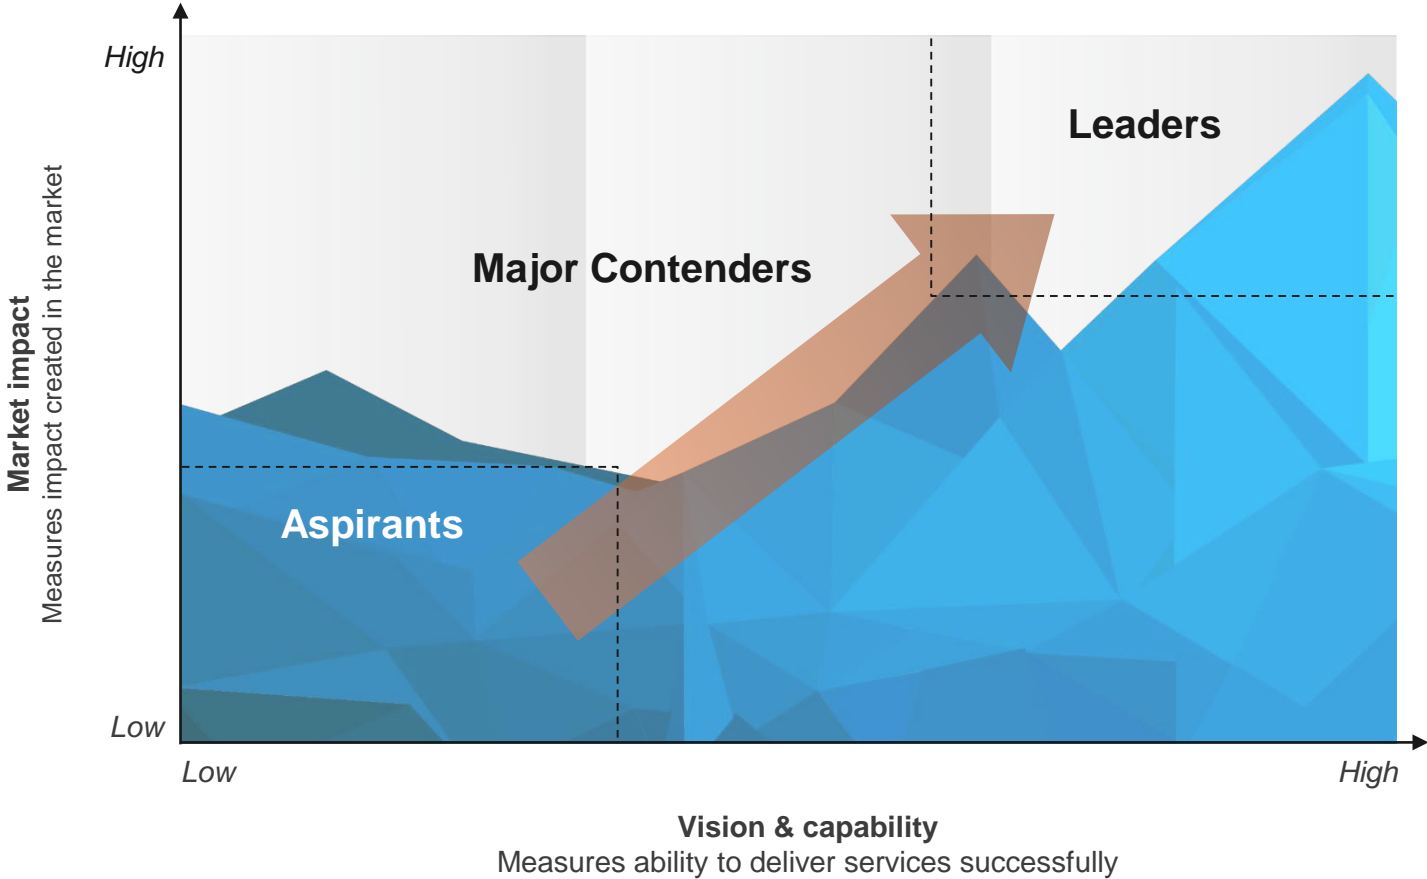 High
Leaders
Major Contenders
Market impact
Measures impact created in the market
Aspirants
Low
Low
High
Vision & capability
Measures ability to deliver services successfully